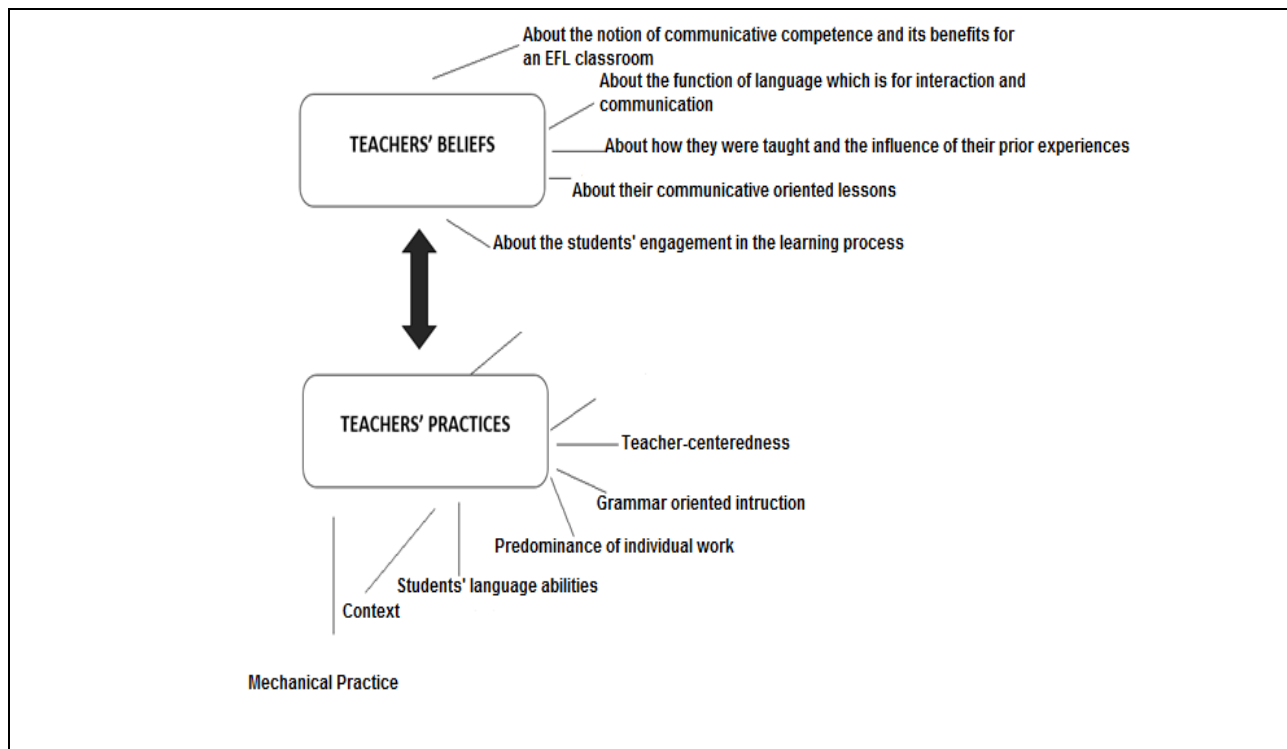 About the notion of communicative competence and its benefits for
an EFL classroom
About the function of language which is for interaction and
communication
TEACHERS' BELIEFS
About how they were taught and the influence of their prior experiences
About their communicative oriented lessons
About the students' engagement in the learning process
TEACHERS' PRACTICES
Teacher-centeredness
Grammar oriented intruction
Predominance of individual work
Students' language abilities
Context
Mechanical Practice